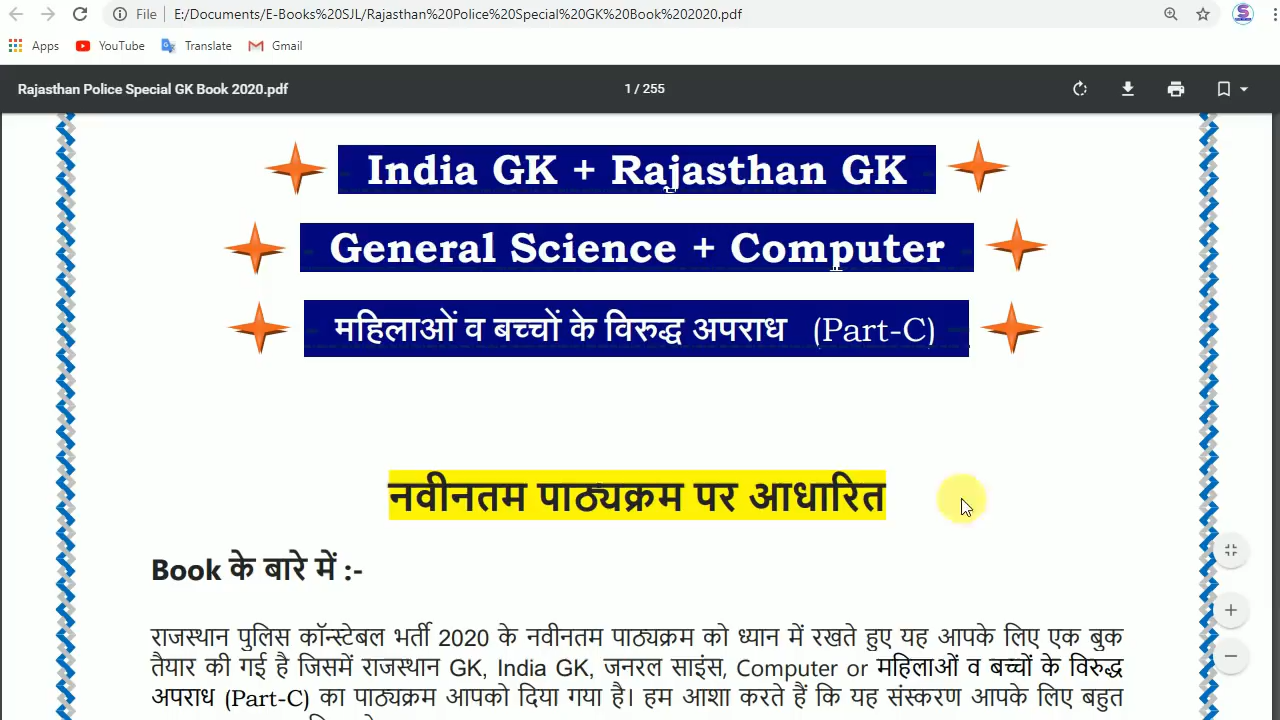 File E:/Documents/E-Books%20SJL/Rajasthan%20Police%20Special%20GK%20Book%202020.pdf
Apps YouTube Translate Gmail
Rajasthan Police Special GK Book 2020.pdf 1 / 255
India GK + Rajasthan GK
General Science + Computer
महिलाओं व बच्चों के विरुद्ध अपराध (Part-C)
नवीनतम पाठ्यक्रम पर आधारित
Book के बारे में :-
राजस्थान पुलिस कॉन्स्टेबल भर्ती 2020 के नवीनतम पाठ्यक्रम को ध्यान में रखते हुए यह आपके लिए एक बुक
तैयार की गई है जिसमें राजस्थान GK, India GK, जनरल साइंस, Computer or महिलाओं व बच्चों के विरुद्ध
अपराध (Part-C) का पाठ्यक्रम आपको दिया गया है। हम आशा करते हैं कि यह संस्करण आपके लिए बहुत